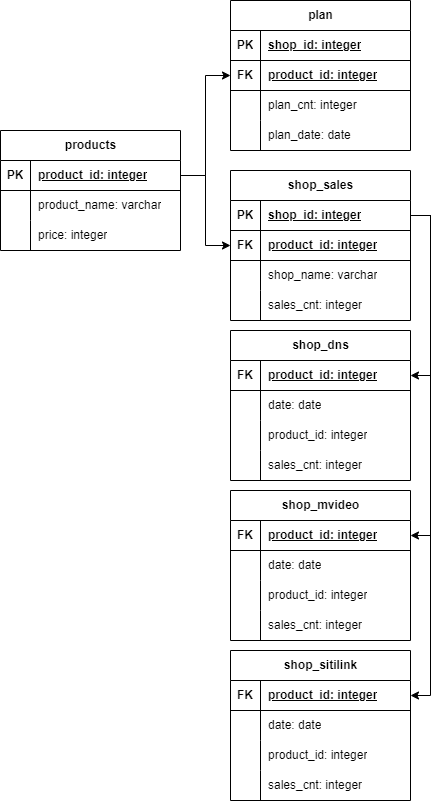 plan
PK shop_id: integer
FK product_id: integer
plan_cnt: integer
plan_date: date
products
PK product_id: integer
product_name: varchar
price: integer
shop_sales
PK shop_id: integer
FK product_id: integer
shop_name: varchar
sales_cnt: integer
shop_dns
FK product_id: integer
date: date
product_id: integer
sales_cnt: integer
shop_mvideo
FK product_id: integer
date: date
product_id: integer
sales_cnt: integer
shop_sitilink
FK product_id: integer
date: date
product_id: integer
sales_cnt: integer